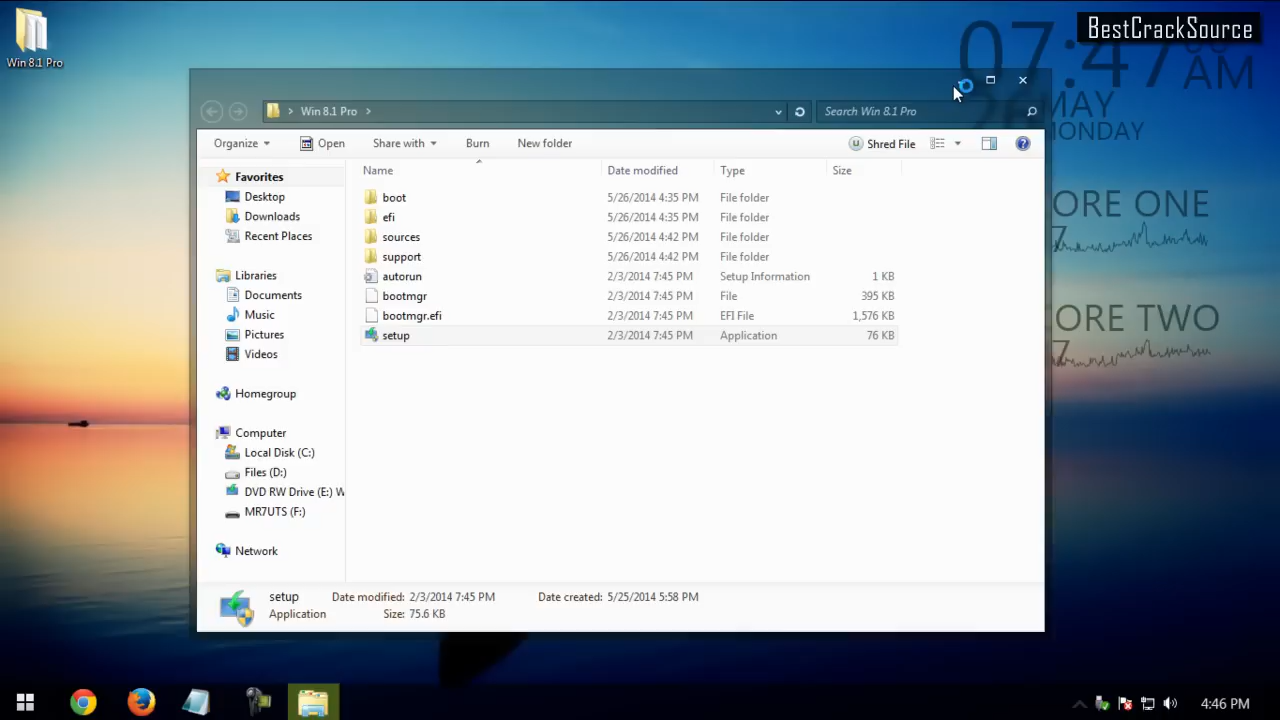 BestCrackSource
Win 8.1 Pro
07:47
AM
MAY
MONDAY
Win 8.1 Pro
Search Win 8.1 Pro
Organize
Open
Share with
Burn
New folder
Shred File
Name
Date modified
Type
Size
Favorites
Desktop
Downloads
Recent Places
Libraries
Documents
Music
Pictures
Videos
Homegroup
Computer
Local Disk (C:)
Files (D:)
DVD RW Drive (E:) W
MR7UTS (F:)
Network
boot 5/26/2014 4:35 PM File folder
efi 5/26/2014 4:35 PM File folder
sources 5/26/2014 4:42 PM File folder
support 5/26/2014 4:42 PM File folder
autorun 2/3/2014 7:45 PM Setup Information 1 KB
bootmgr 2/3/2014 7:45 PM File 395 KB
bootmgr.efi 2/3/2014 7:45 PM EFI File 1,576 KB
setup 2/3/2014 7:45 PM Application 76 KB
ORE ONE
7
ORE TWO
7
setup Date modified: 2/3/2014 7:45 PM Date created: 5/25/2014 5:58 PM
Application Size: 75.6 KB
4:46 PM